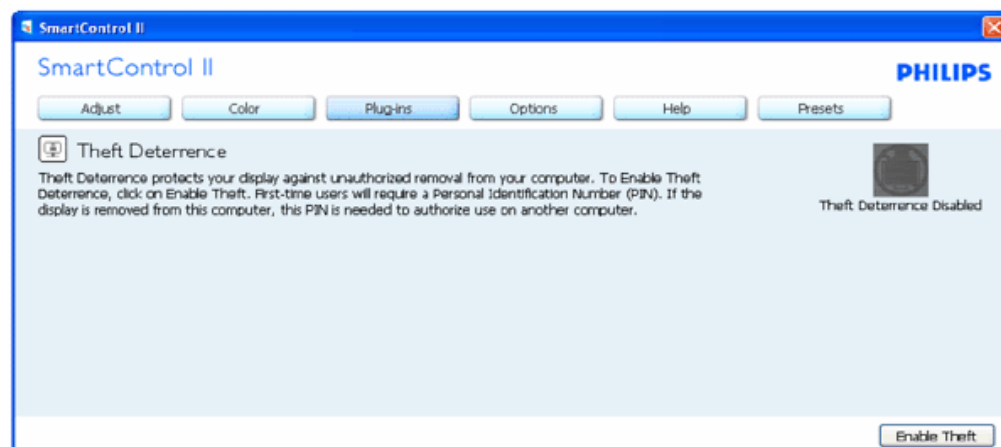 SmartControl II
SmartControl II
PHILIPS
Adjust Color Plug-ins Options Help Presets
Theft Deterrence
Theft Deterrence protects your display against unauthorized removal from your computer. To Enable Theft
Deterrence, click on Enable Theft. First-time users will require a Personal Identification Number (PIN). If the
display is removed from this computer, this PIN is needed to authorize use on another computer.
Theft Deterrence Disabled
Enable Theft